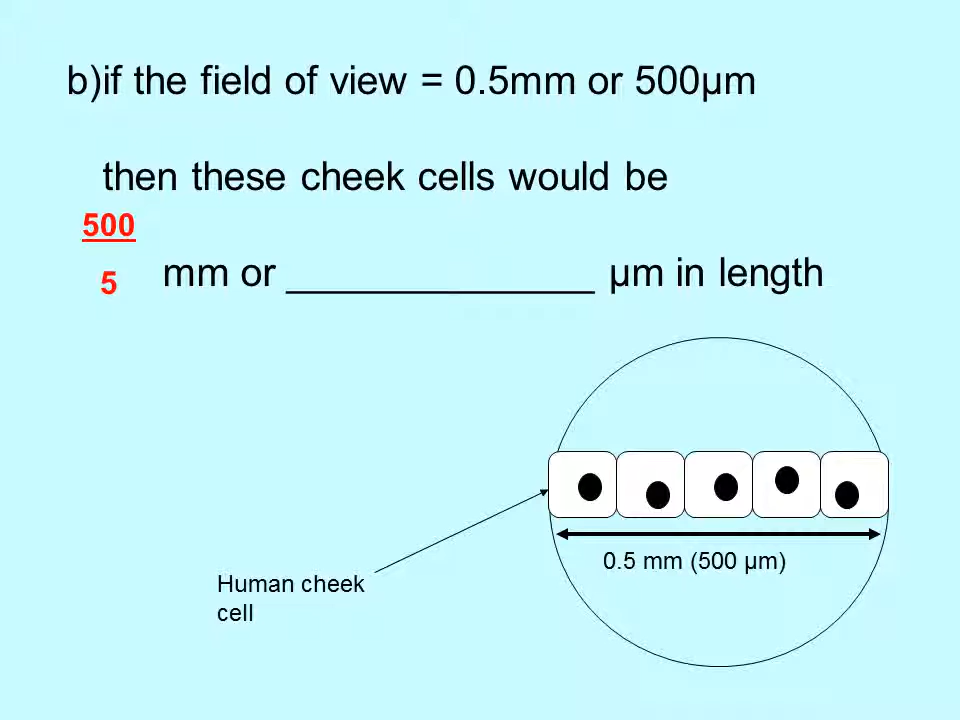 b)if the field of view = 0.5mm or 500µm
then these cheek cells would be
500
5
mm or ______________ µm in length
0.5 mm (500 µm)
Human cheek
cell